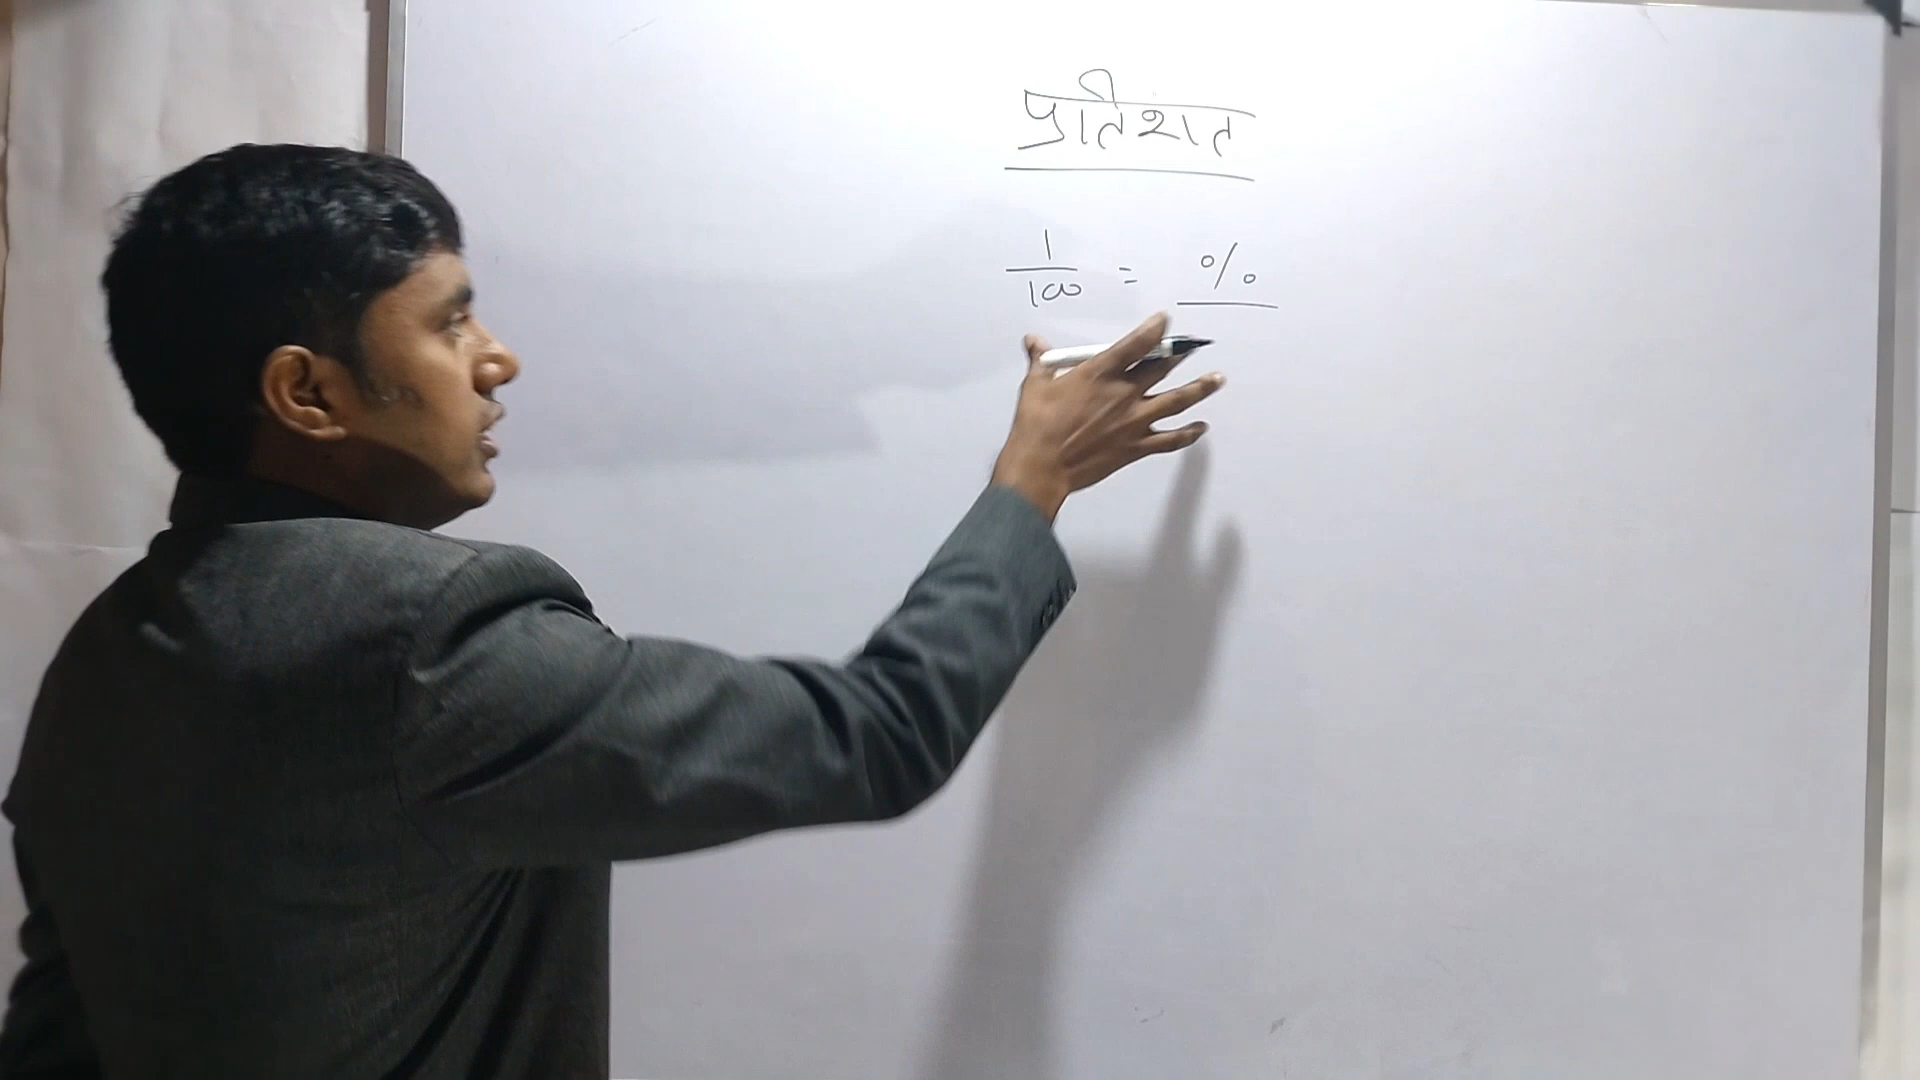 प्रतिशत
1/100 = %